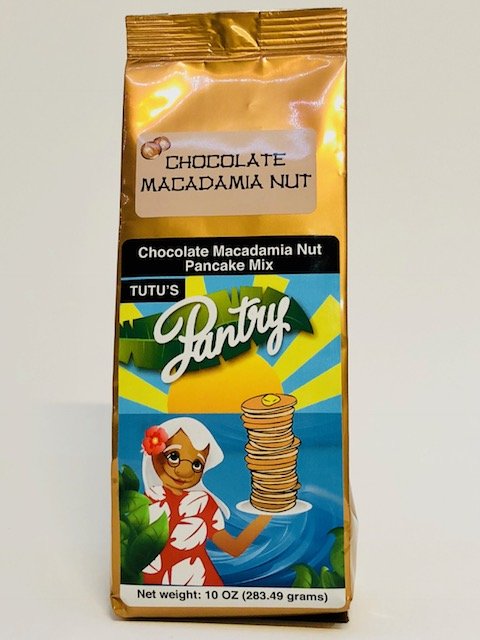 CHOCOLATE
MACADAMIA NUT
Chocolate Macadamia Nut
Pancake Mix
TUTU'S
Pantry
Net weight: 10 OZ (283.49 grams)